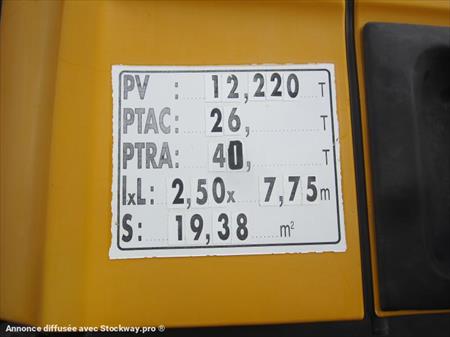 PV : 12,220 T
PTAC: 26, T
PTRA: 40, T
IxL: 2,50x 7,75m
S: 19,38 m²
Annonce diffusée avec Stockway.pro ®